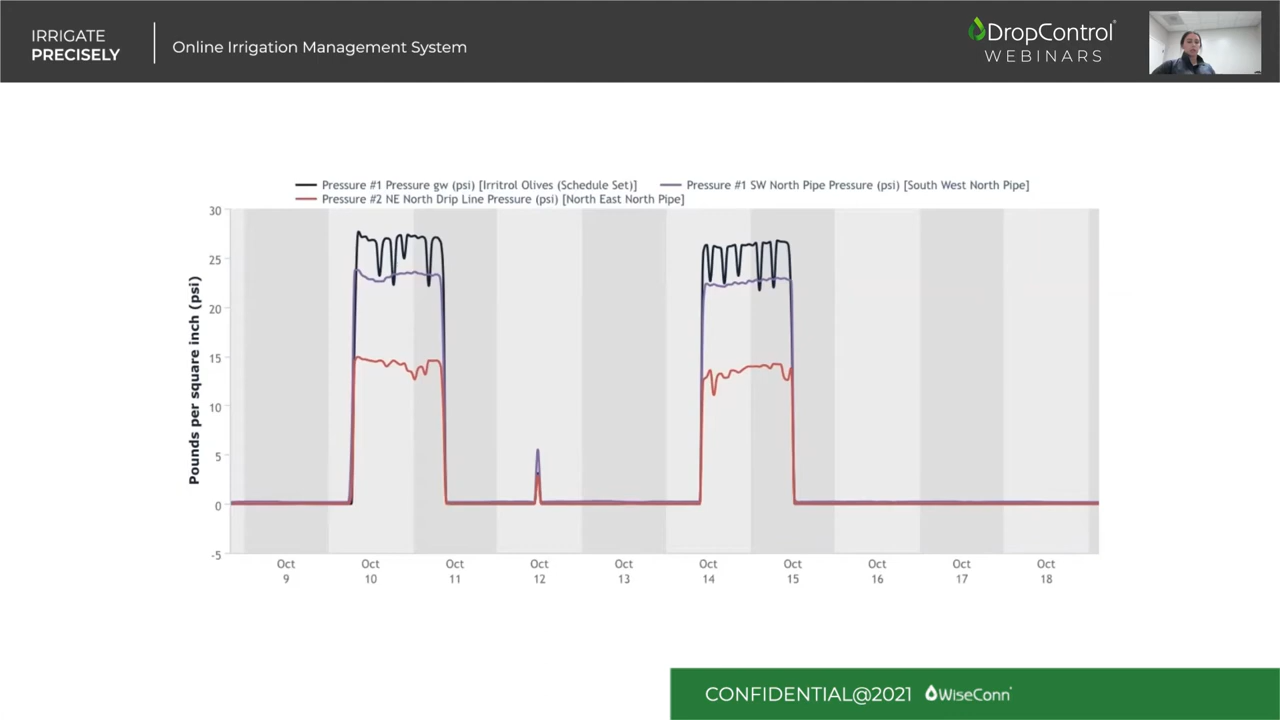 IRRIGATE
PRECISELY
Online Irrigation Management System
DropControl
WEBINARS
Pressure #1 Pressure gw (psi) [Irritrol Olives (Schedule Set)]
Pressure #1 SW North Pipe Pressure (psi) [South West North Pipe]
Pressure #2 NE North Drip Line Pressure (psi) [North East North Pipe]
Pounds per square inch (psi)
30
25
20
15
10
5
0
-5
Oct 9
Oct 10
Oct 11
Oct 12
Oct 13
Oct 14
Oct 15
Oct 16
Oct 17
Oct 18
CONFIDENTIAL@2021 WiseConn